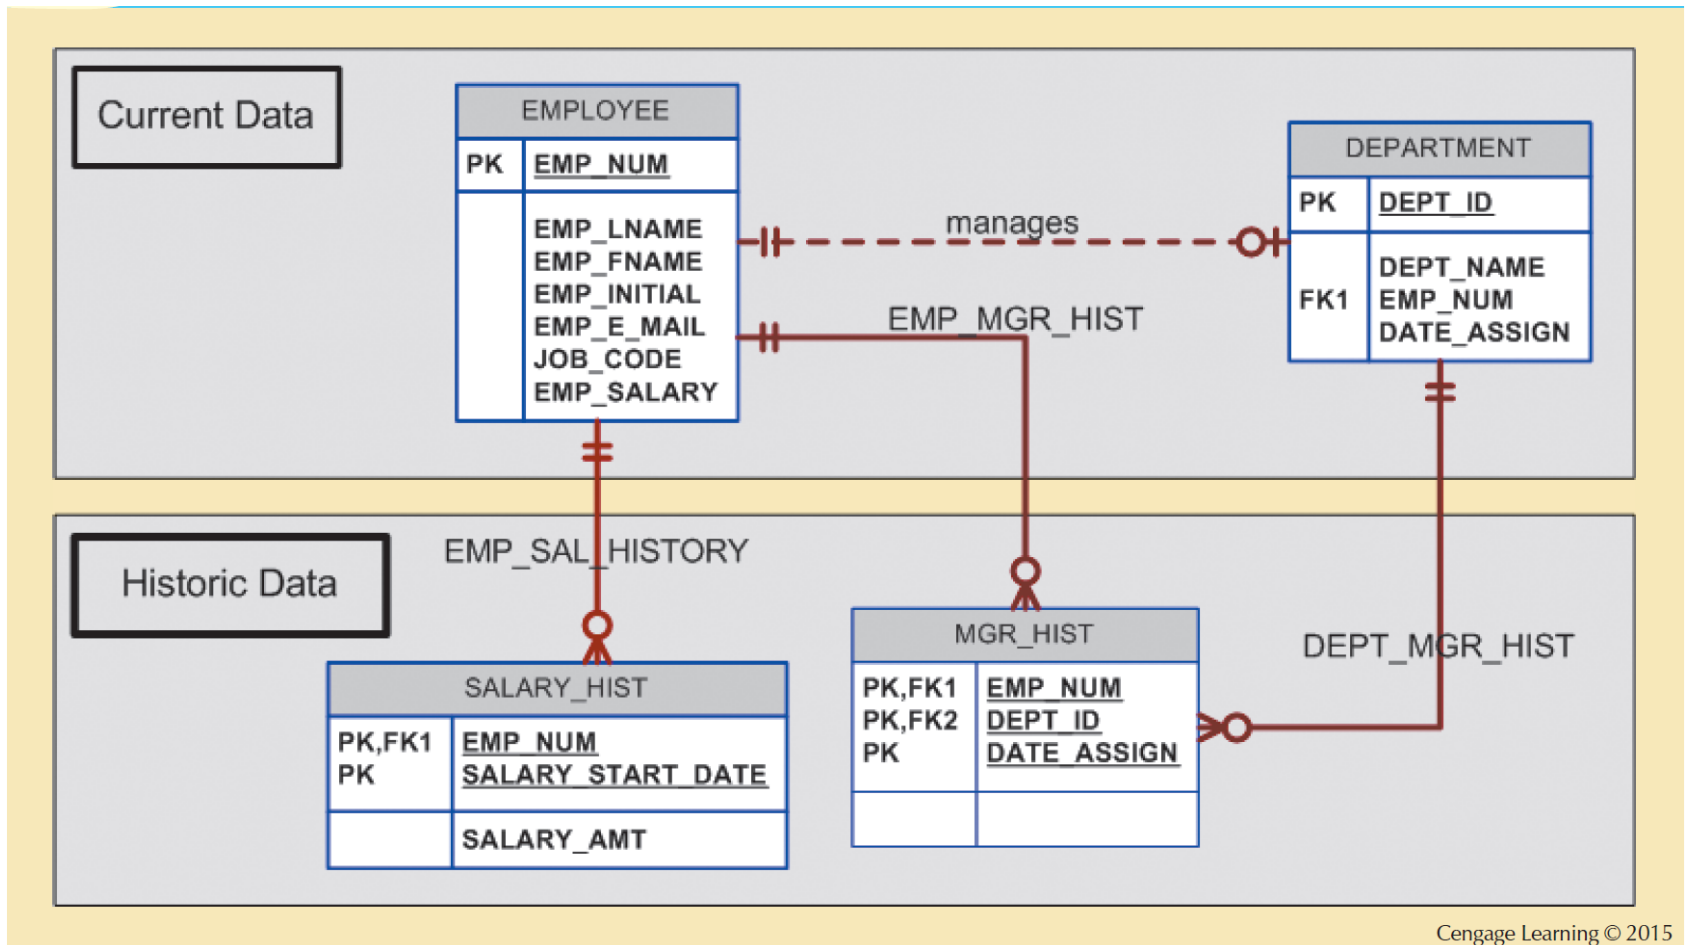 Current Data
EMPLOYEE
PK EMP_NUM
EMP_LNAME
EMP_FNAME
EMP_INITIAL
EMP_E_MAIL
JOB_CODE
EMP_SALARY
manages
EMP_MGR_HIST
DEPARTMENT
PK DEPT_ID
DEPT_NAME
FK1 EMP_NUM
DATE_ASSIGN
Historic Data
EMP_SAL_HISTORY
DEPT_MGR_HIST
SALARY_HIST
PK,FK1 EMP_NUM
PK SALARY_START_DATE
SALARY_AMT
MGR_HIST
PK,FK1 EMP_NUM
PK,FK2 DEPT_ID
PK DATE_ASSIGN
Cengage Learning © 2015